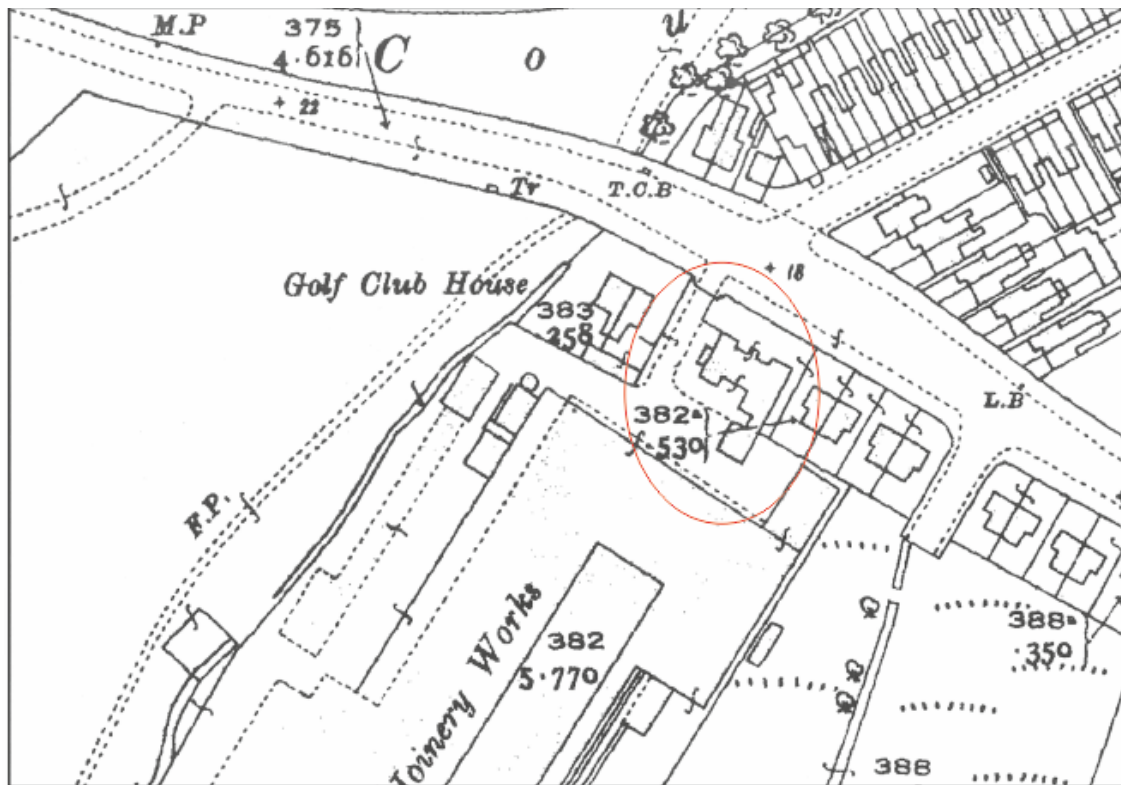 M.P
375
4.616
C
o
u
22
Tr
T.C.B
18
Golf Club House
383
.358
382a
.530
L.B
F.P.
Joinery Works
382
5.770
388a
.350
388